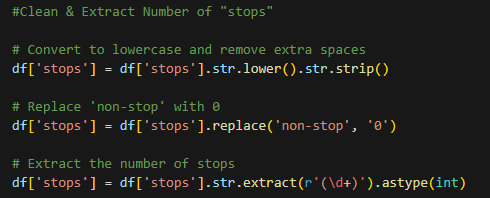 #Clean & Extract Number of "stops"
# Convert to lowercase and remove extra spaces
df['stops'] = df['stops'].str.lower().str.strip()
# Replace 'non-stop' with 0
df['stops'] = df['stops'].replace('non-stop', '0')
# Extract the number of stops
df['stops'] = df['stops'].str.extract(r'(\d+)').astype(int)